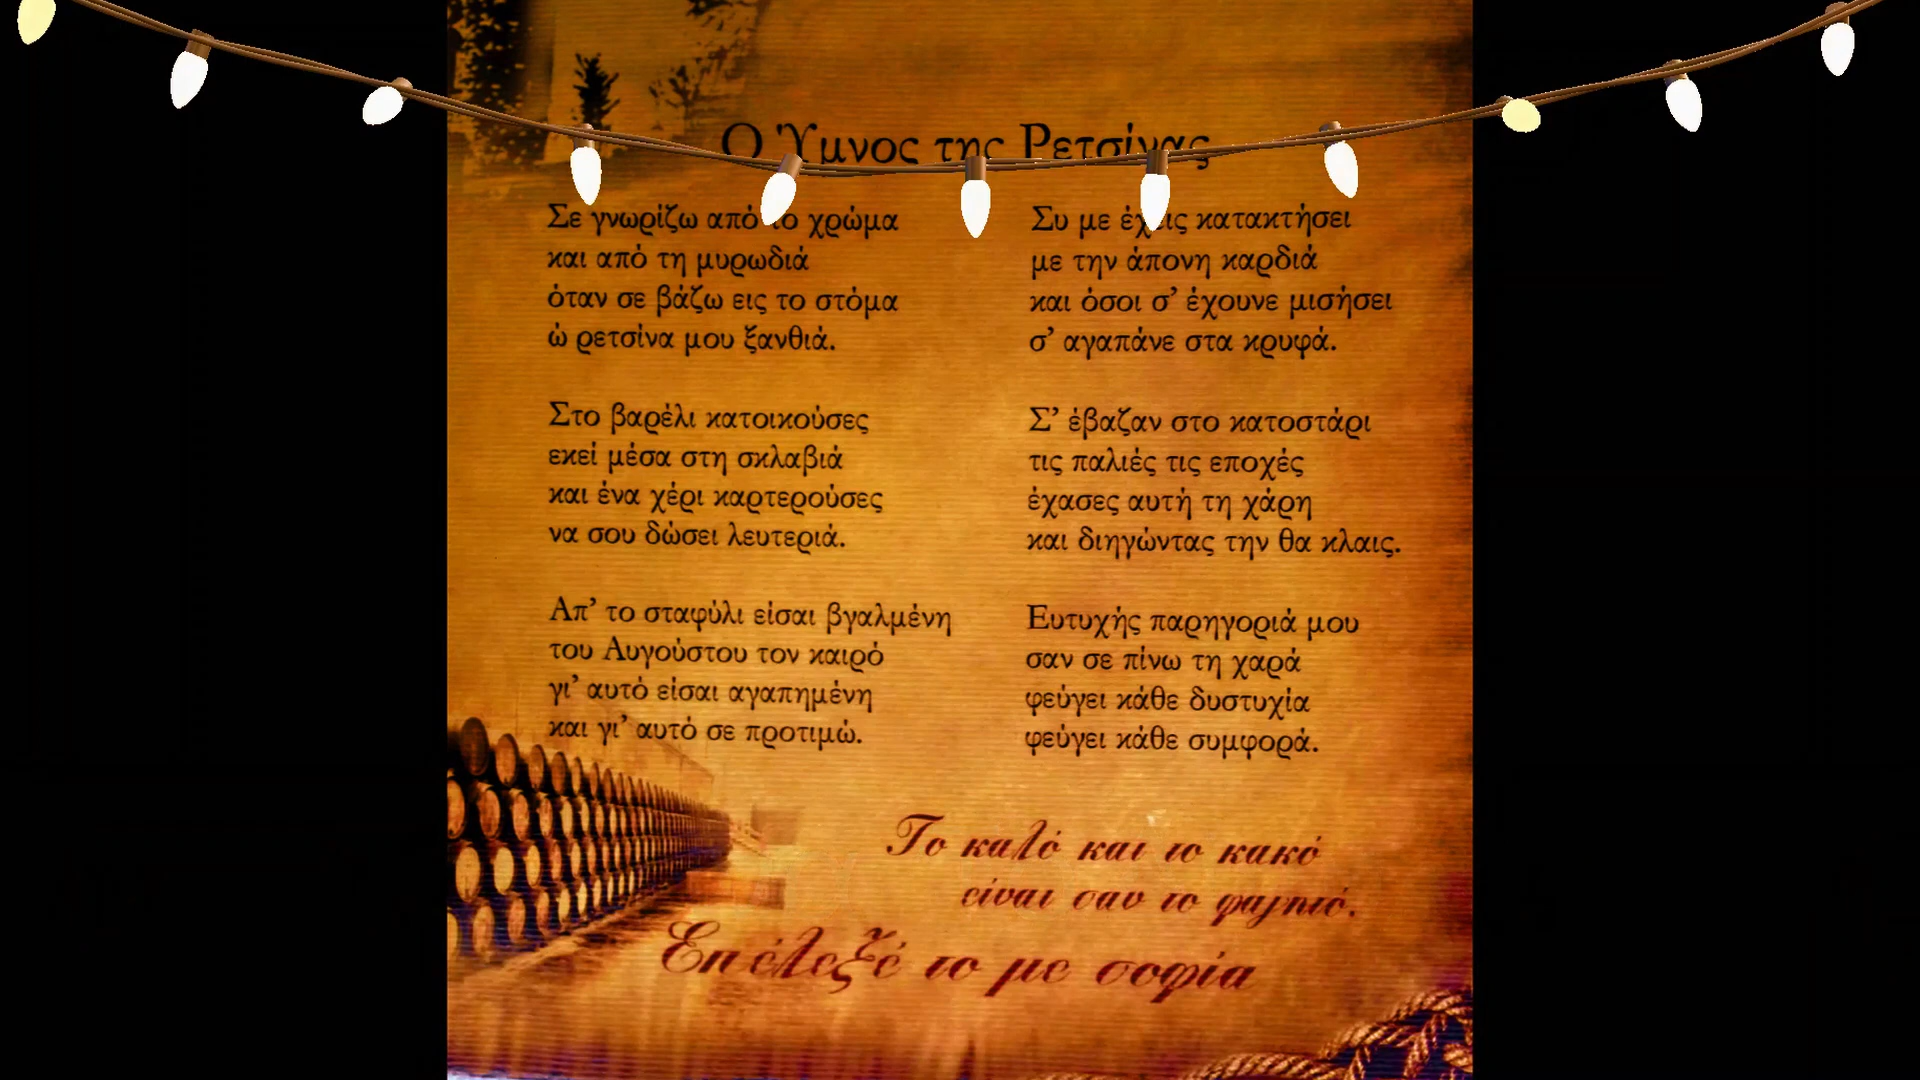 Ο Ύμνος της Ρετσίνας
Σε γνωρίζω από το χρώμα
και από τη μυρωδιά
όταν σε βάζω εις το στόμα
ώ ρετσίνα μου ξανθιά.
Στο βαρέλι κατοικούσες
εκεί μέσα στη σκλαβιά
και ένα χέρι καρτερούσες
να σου δώσει λευτεριά.
Απ' το σταφύλι είσαι βγαλμένη
του Αυγούστου τον καιρό
γι' αυτό είσαι αγαπημένη
και γι' αυτό σε προτιμώ.
Συ με έχεις κατακτήσει
με την άπονη καρδιά
και όσοι σ' έχουνε μισήσει
σ' αγαπάνε στα κρυφά.
Σ' έβαζαν στο κατοστάρι
τις παλιές τις εποχές
έχασες αυτή τη χάρη
και διηγώντας την θα κλαις.
Ευτυχής παρηγοριά μου
σαν σε πίνω τη χαρά
φεύγει κάθε δυστυχία
φεύγει κάθε συμφορά.
Το καλό και το κακό
είναι σαν το φαγητό.
Επέλεξέ το με σοφία